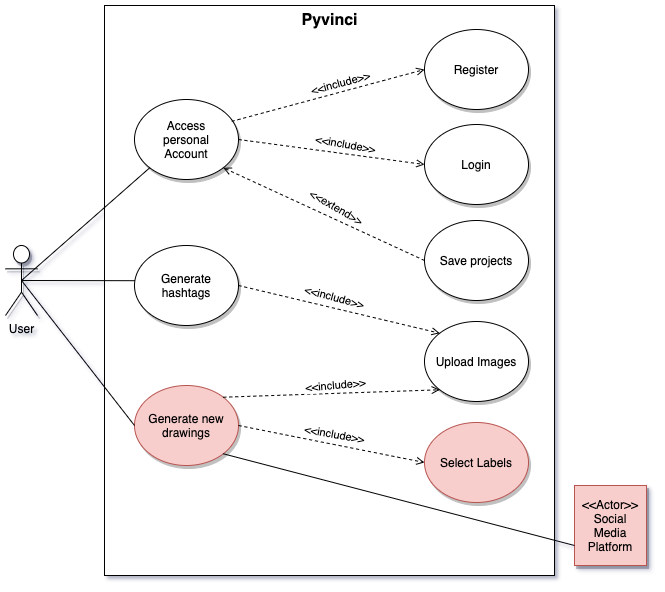 Pyvinci
Register
<<include>>
Access
personal
Account
<<include>>
Login
<<extend>>
Save projects
Generate
hashtags
<<include>>
User
Upload Images
<<include>>
Generate new
drawings
<<include>>
Select Labels
<<Actor>>
Social
Media
Platform